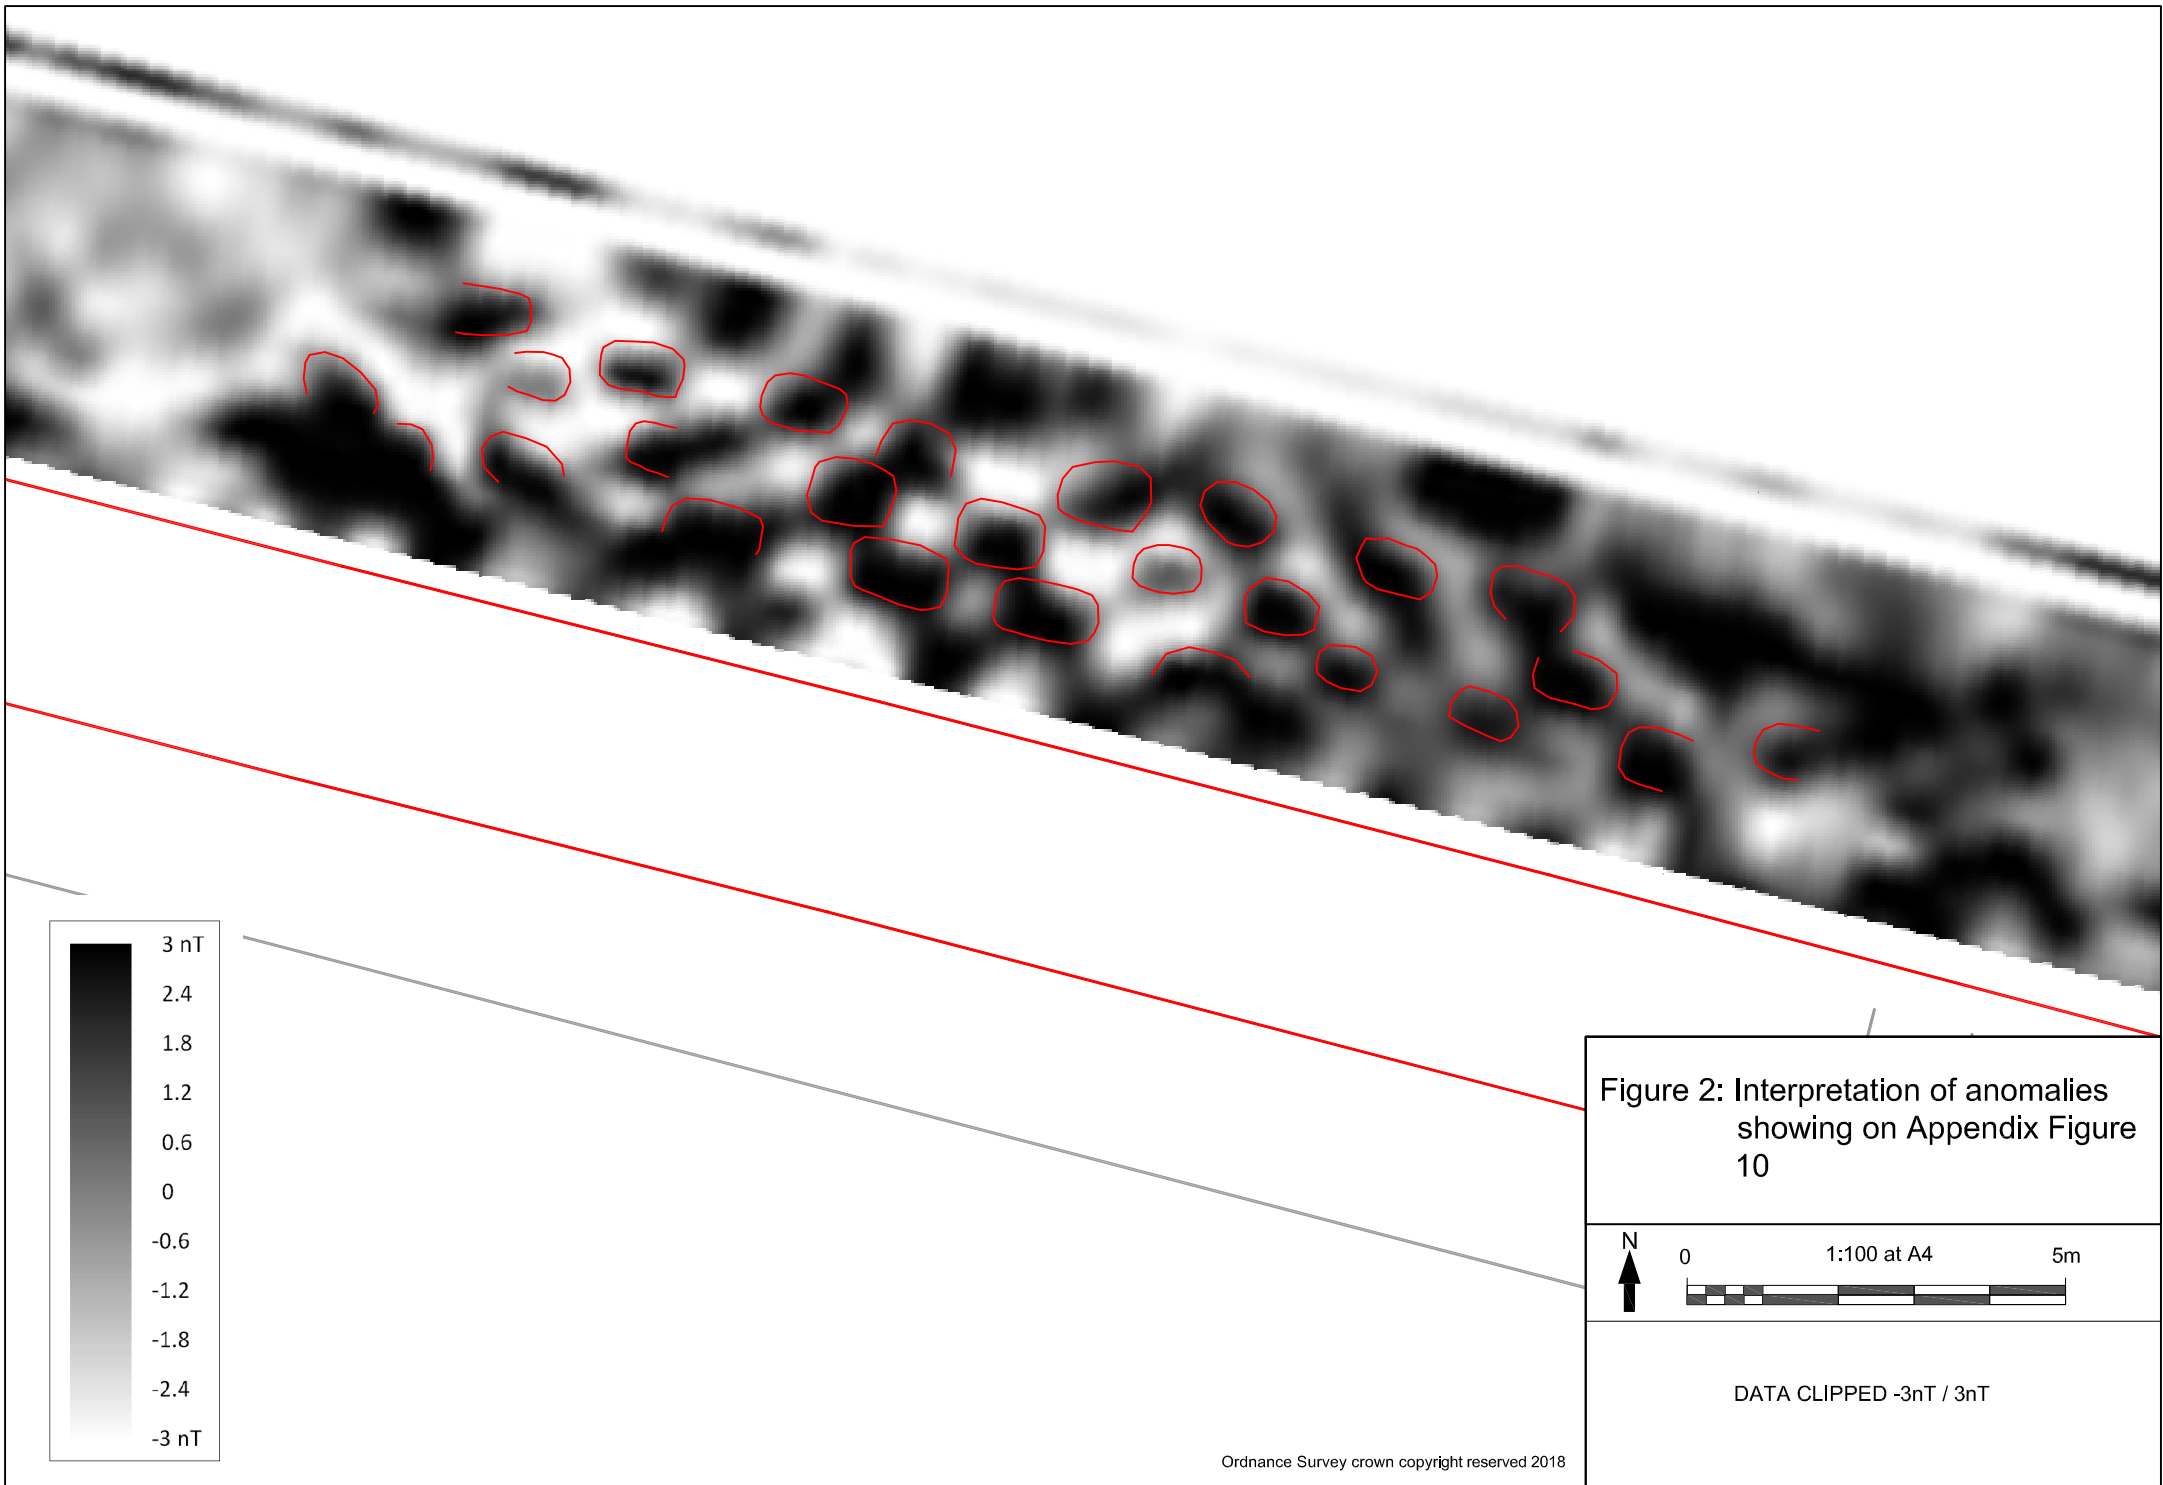 3 nT
2.4
1.8
1.2
0.6
0
-0.6
-1.2
-1.8
-2.4
-3 nT
Figure 2: Interpretation of anomalies
showing on Appendix Figure
10
N
0 1:100 at A4 5m
DATA CLIPPED -3nT / 3nT
Ordnance Survey crown copyright reserved 2018